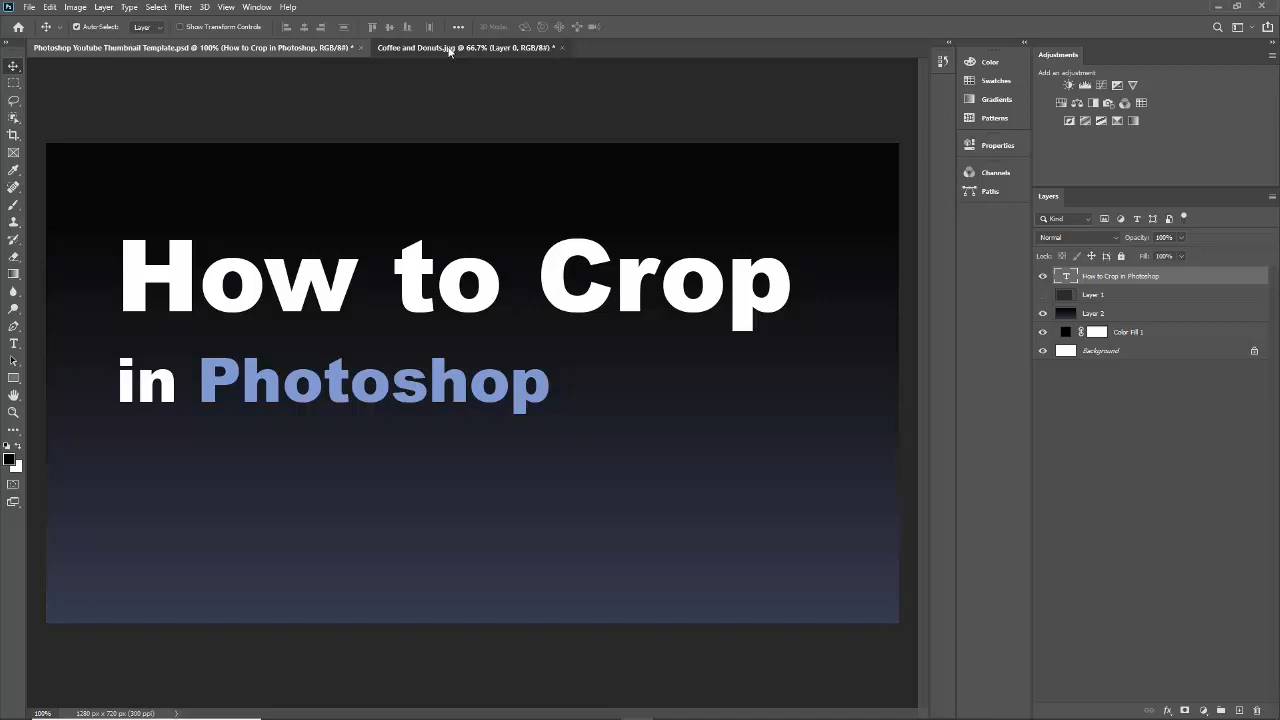 Ps File Edit Image Layer Type Select Filter 3D View Window Help
Auto-Select: Layer Show Transform Controls 3D Mode:
Photoshop Youtube Thumbnail Template.psd @ 100% (How to Crop in Photoshop, RGB/8#) * Coffee and Donuts.jpg @ 66.7% (Layer 0, RGB/8#) *
Color
Swatches
Gradients
Patterns
Properties
Channels
Paths
Adjustments
Add an adjustment
Layers
Kind
Normal Opacity: 100%
Lock: Fill: 100%
T How to Crop in Photoshop
Layer 1
Layer 2
Color Fill 1
Background
How to Crop
in Photoshop
100% 1280 px x 720 px (300 ppi)